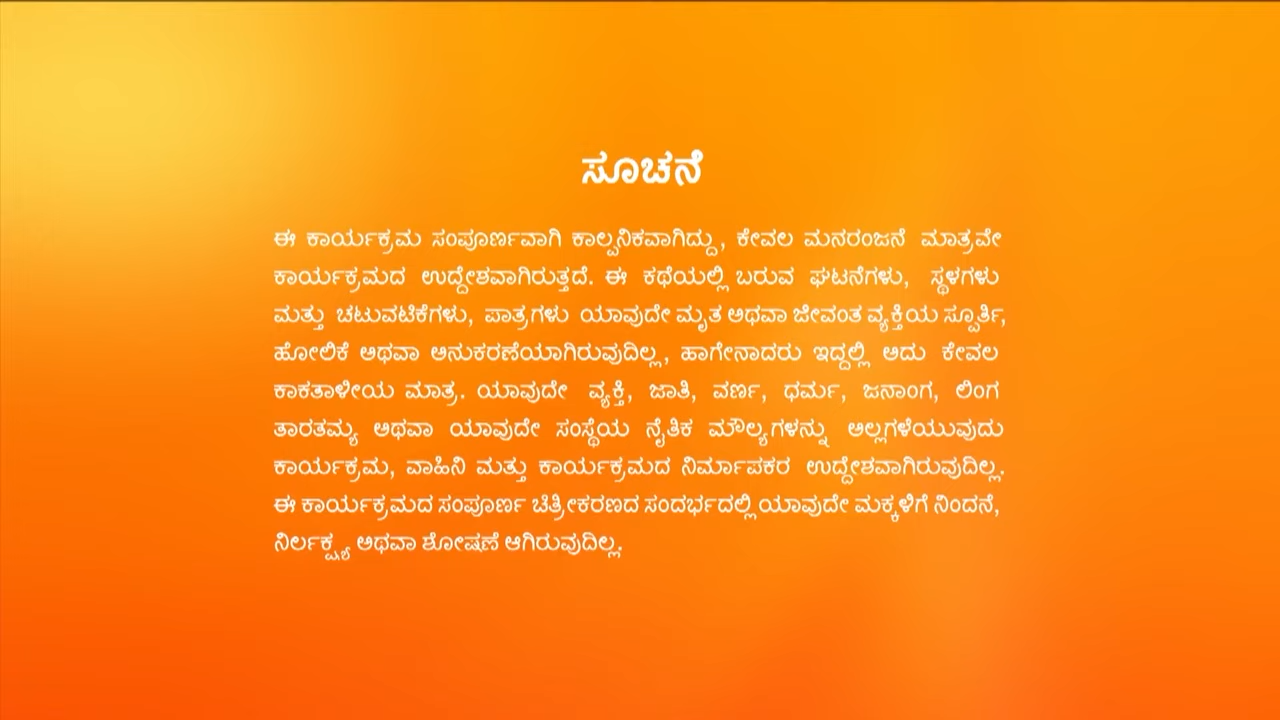 ಸೂಚನೆ
ಈ ಕಾರ್ಯಕ್ರಮ ಸಂಪೂರ್ಣವಾಗಿ ಕಾಲ್ಪನಿಕವಾಗಿದ್ದು, ಕೇವಲ ಮನರಂಜನೆ ಮಾತ್ರವೇ
ಕಾರ್ಯಕ್ರಮದ ಉದ್ದೇಶವಾಗಿರುತ್ತದೆ. ಈ ಕಥೆಯಲ್ಲಿ ಬರುವ ಘಟನೆಗಳು, ಸ್ಥಳಗಳು
ಮತ್ತು ಚಟುವಟಿಕೆಗಳು, ಪಾತ್ರಗಳು ಯಾವುದೇ ಮೃತ ಅಥವಾ ಜೀವಂತ ವ್ಯಕ್ತಿಯ ಸ್ಪೂರ್ತಿ,
ಹೋಲಿಕೆ ಅಥವಾ ಅನುಕರಣೆಯಾಗಿರುವುದಿಲ್ಲ, ಹಾಗೇನಾದರು ಇದ್ದಲ್ಲಿ ಅದು ಕೇವಲ
ಕಾಕತಾಳೀಯ ಮಾತ್ರ. ಯಾವುದೇ ವ್ಯಕ್ತಿ, ಜಾತಿ, ವರ್ಣ, ಧರ್ಮ, ಜನಾಂಗ, ಲಿಂಗ
ತಾರತಮ್ಯ ಅಥವಾ ಯಾವುದೇ ಸಂಸ್ಥೆಯ ನೈತಿಕ ಮೌಲ್ಯಗಳನ್ನು ಅಲ್ಲಗಳೆಯುವುದು
ಕಾರ್ಯಕ್ರಮ, ವಾಹಿನಿ ಮತ್ತು ಕಾರ್ಯಕ್ರಮದ ನಿರ್ಮಾಪಕರ ಉದ್ದೇಶವಾಗಿರುವುದಿಲ್ಲ.
ಈ ಕಾರ್ಯಕ್ರಮದ ಸಂಪೂರ್ಣ ಚಿತ್ರೀಕರಣದ ಸಂದರ್ಭದಲ್ಲಿ ಯಾವುದೇ ಮಕ್ಕಳಿಗೆ ನಿಂದನೆ,
ನಿರ್ಲಕ್ಷ್ಯ ಅಥವಾ ಶೋಷಣೆ ಆಗಿರುವುದಿಲ್ಲ.